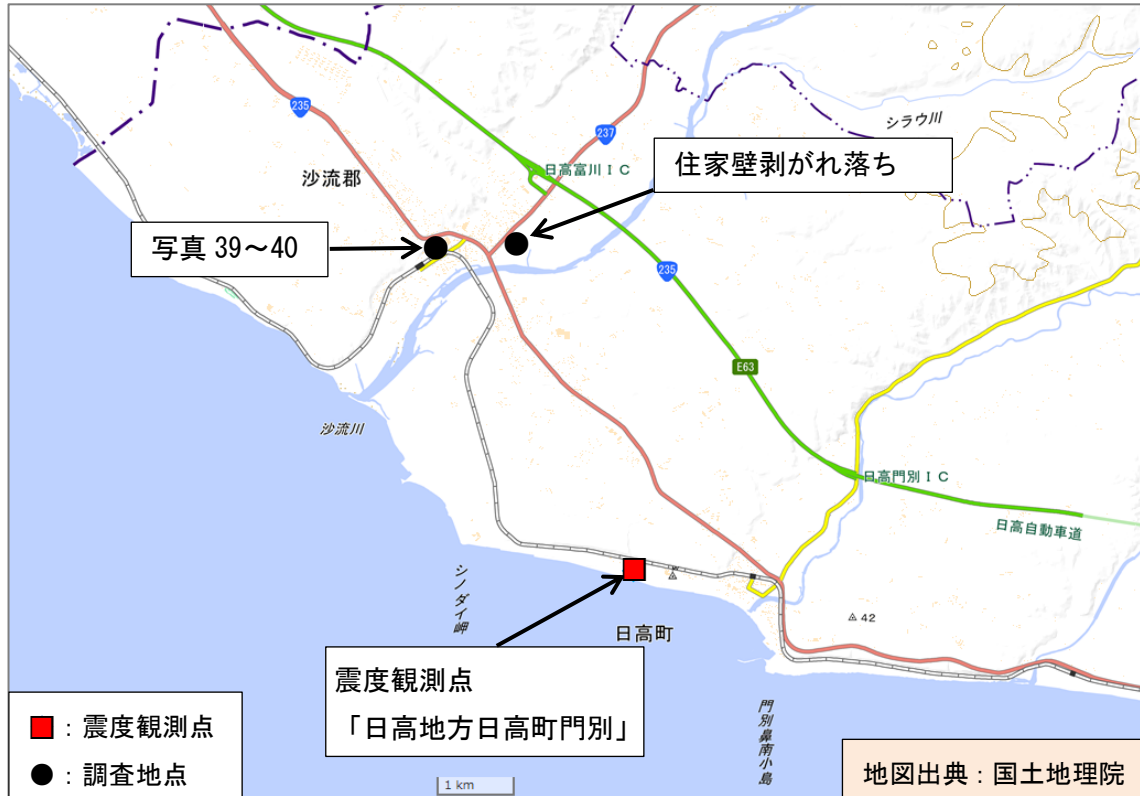 235
237
シラウ川
住家壁剥がれ落ち
日高富川IC
沙流郡
写真 39～40
235
E63
沙流川
日高門別IC
日高自動車道
シノダイ岬
42
日高町
震度観測点
「日高地方日高町門別」
門別鼻南小島
：震度観測点
：調査地点
1 km
地図出典：国土地理院